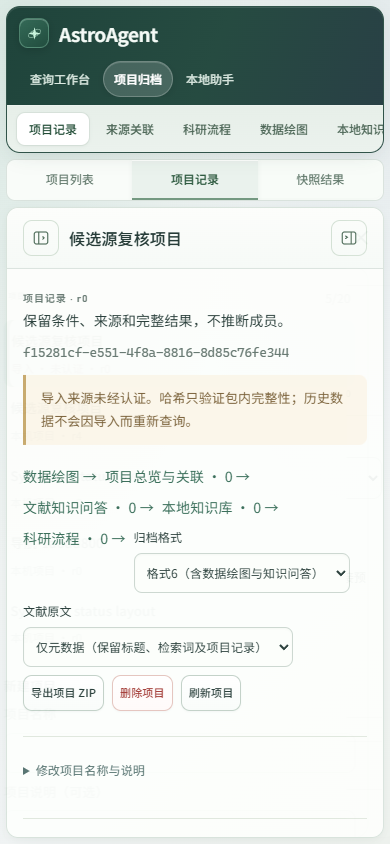 AstroAgent
查询工作台 项目归档 本地助手
项目记录 来源关联 科研流程 数据绘图 本地知识
项目列表 项目记录 快照结果
候选源复核项目
项目记录 · r0
保留条件、来源和完整结果，不推断成员。
f15281cf-e551-4f8a-8816-8d85c76fe344
导入来源未经认证。哈希只验证包内完整性；历史数
据不会因导入而重新查询。
数据绘图 → 项目总览与关联 · 0 →
文献知识问答 · 0 → 本地知识库 · 0 →
科研流程 · 0 → 归档格式
格式6（含数据绘图与知识问答）
文献原文
仅元数据（保留标题、检索词及项目记录）
导出项目 ZIP 删除项目 刷新项目
▶ 修改项目名称与说明